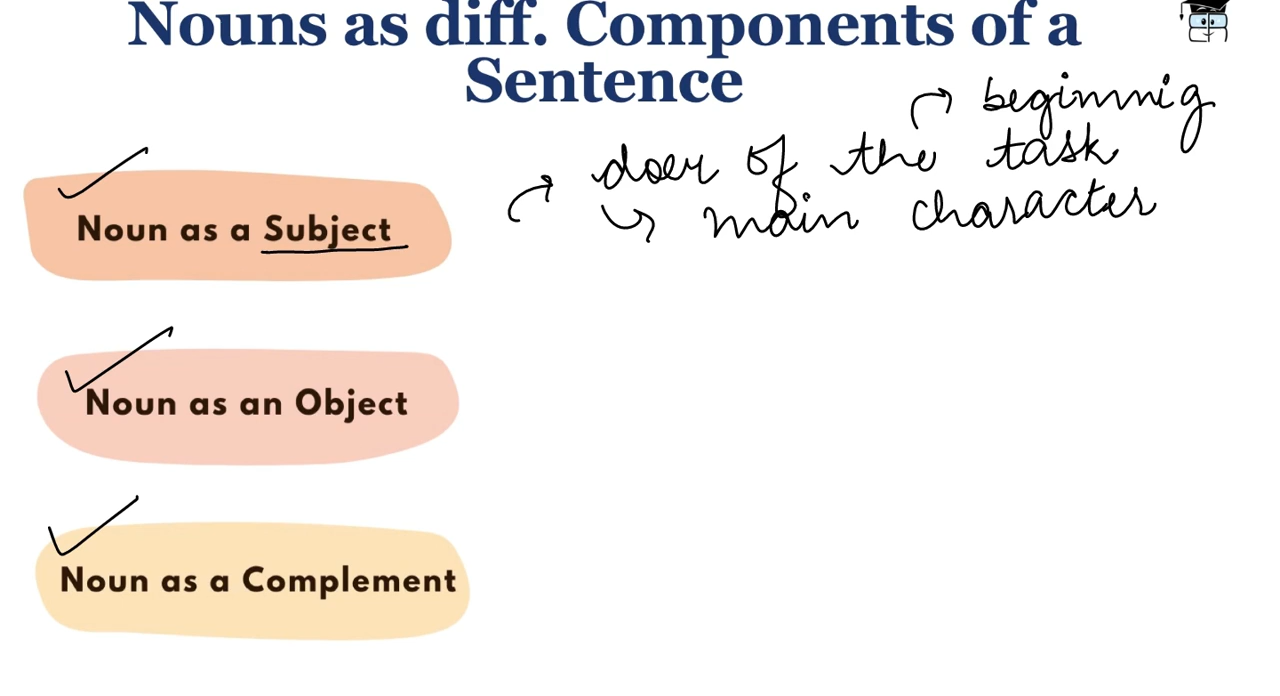 Nouns as diff. Components of a
Sentence
beginnig
doer of the task
main character
Noun as a Subject
Noun as an Object
Noun as a Complement